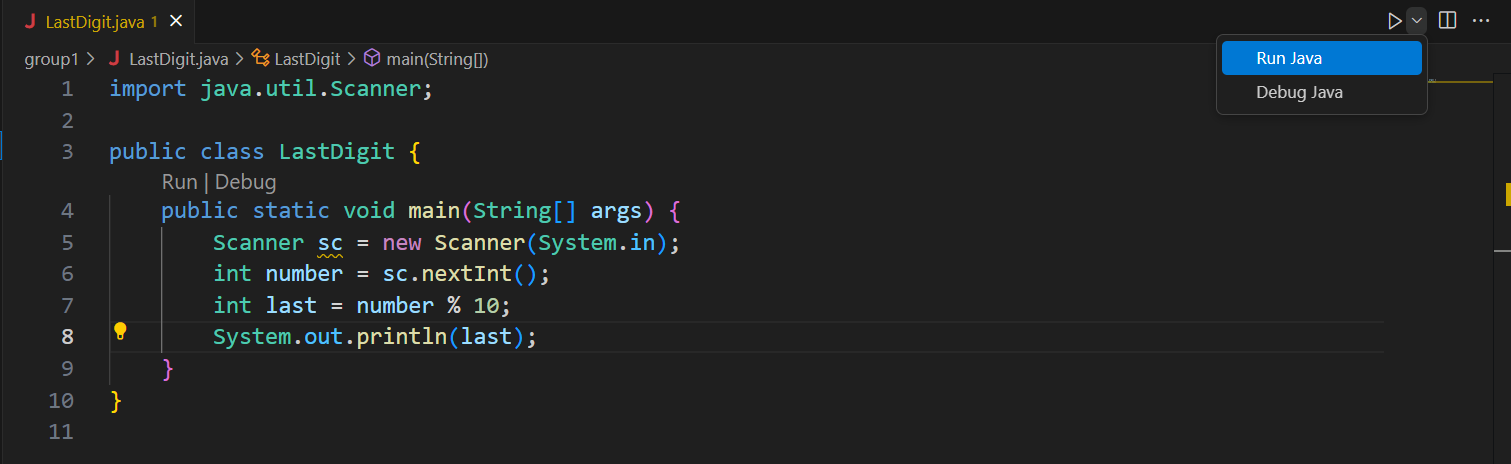 J LastDigit.java 1 ×
group1 > J LastDigit.java > LastDigit > main(String[])
Run Java
Debug Java
1 import java.util.Scanner;
2
3 public class LastDigit {
Run | Debug
4 public static void main(String[] args) {
5 Scanner sc = new Scanner(System.in);
6 int number = sc.nextInt();
7 int last = number % 10;
8 System.out.println(last);
9 }
10 }
11